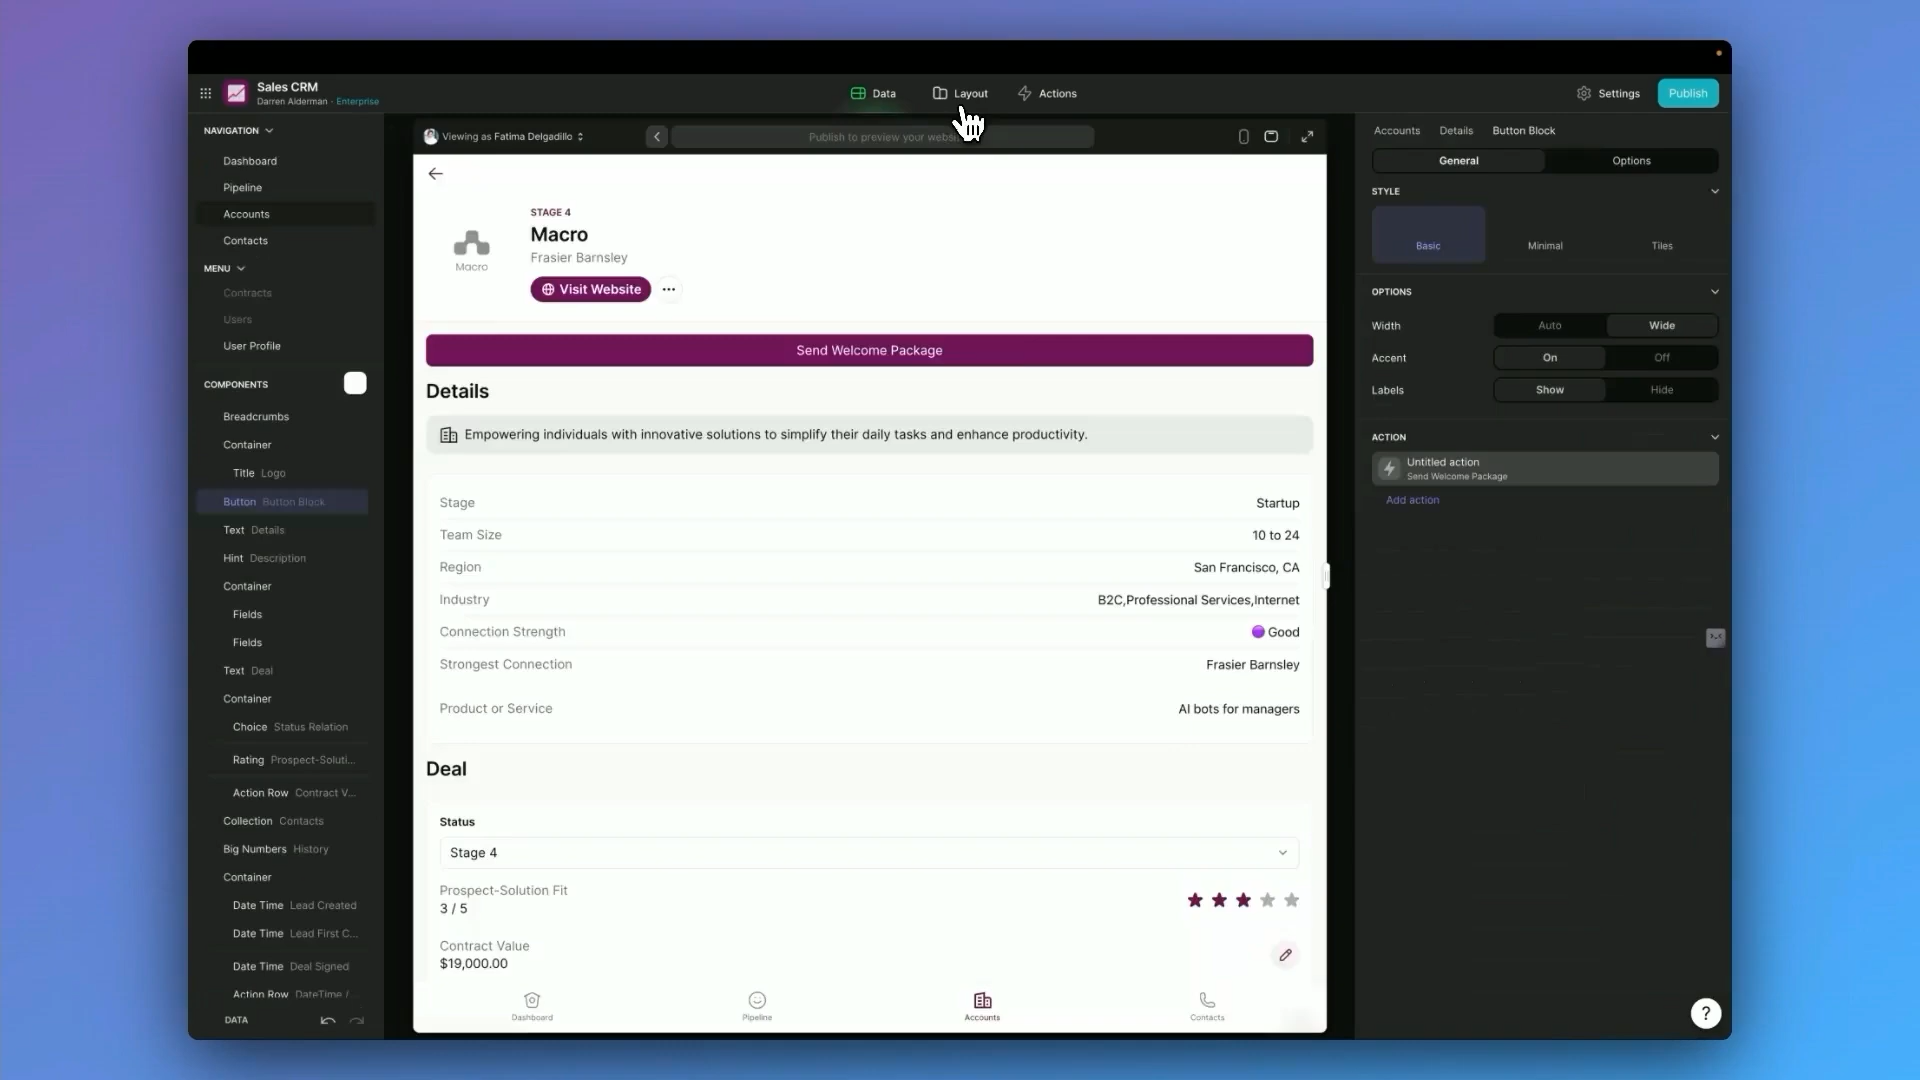 Sales CRM
Darren Alderman · Enterprise
Data
Layout
Actions
Settings
Publish
NAVIGATION
Dashboard
Pipeline
Accounts
Contacts
MENU
Contracts
Users
User Profile
COMPONENTS
Breadcrumbs
Container
Title Logo
Button Button Block
Text Details
Hint Description
Container
Fields
Fields
Text Deal
Container
Choice Status Relation
Rating Prospect-Soluti...
Action Row Contract V...
Collection Contacts
Big Numbers History
Container
Date Time Lead Created
Date Time Lead First C...
Date Time Deal Signed
Action Row DateTime /...
DATA
Viewing as Fatima Delgadillo
Publish to preview your
STAGE 4
Macro
Frasier Barnsley
Macro
Visit Website
Send Welcome Package
Details
Empowering individuals with innovative solutions to simplify their daily tasks and enhance productivity.
Stage Startup
Team Size 10 to 24
Region San Francisco, CA
Industry B2C,Professional Services,Internet
Connection Strength Good
Strongest Connection Frasier Barnsley
Product or Service AI bots for managers
Deal
Status
Stage 4
Prospect-Solution Fit
3 / 5
Contract Value
$19,000.00
Dashboard
Pipeline
Accounts
Contacts
Accounts Details Button Block
General Options
STYLE
Basic Minimal Tiles
OPTIONS
Width Auto Wide
Accent On Off
Labels Show Hide
ACTION
Untitled action
Send Welcome Package
Add action
?